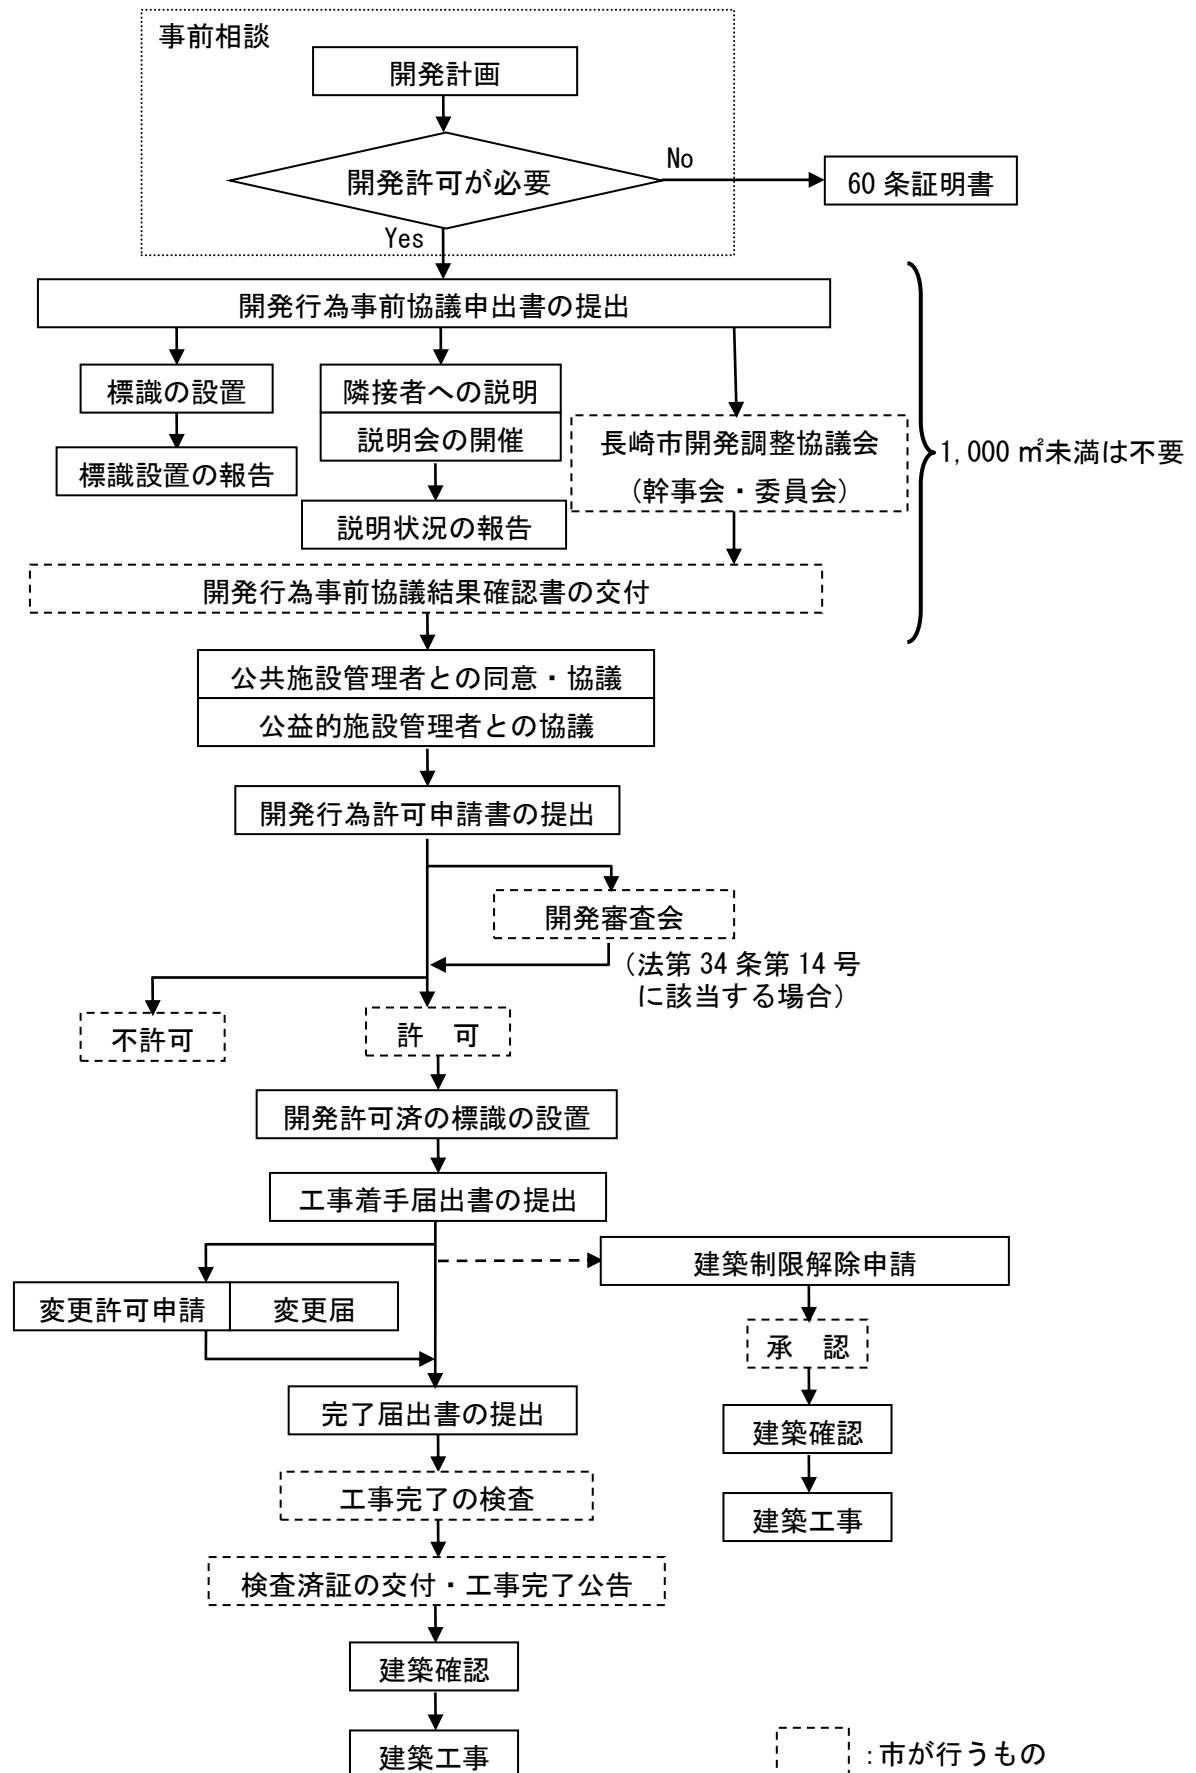 事前相談
開発計画
開発許可が必要
No
60 条証明書
Yes
開発行為事前協議申出書の提出
標識の設置
標識設置の報告
隣接者への説明
説明会の開催
説明状況の報告
長崎市開発調整協議会
(幹事会・委員会)
1,000 ㎡未満は不要
開発行為事前協議結果確認書の交付
公共施設管理者との同意・協議
公益的施設管理者との協議
開発行為許可申請書の提出
開発審査会
(法第 34 条第 14 号
に該当する場合)
不許可
許　可
開発許可済の標識の設置
工事着手届出書の提出
変更許可申請
変更届
建築制限解除申請
承　認
建築確認
建築工事
完了届出書の提出
工事完了の検査
検査済証の交付・工事完了公告
建築確認
建築工事
:市が行うもの